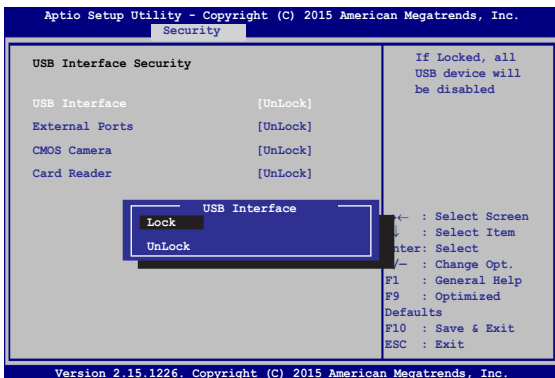 Aptio Setup Utility - Copyright (C) 2015 American Megatrends, Inc.
Security
USB Interface Security
USB Interface [UnLock]
External Ports [UnLock]
CMOS Camera [UnLock]
Card Reader [UnLock]
If Locked, all
USB device will
be disabled
USB Interface
Lock
UnLock
→← : Select Screen
↓ : Select Item
nter: Select
/— : Change Opt.
F1 : General Help
F9 : Optimized
Defaults
F10 : Save & Exit
ESC : Exit
Version 2.15.1226. Copyright (C) 2015 American Megatrends, Inc.